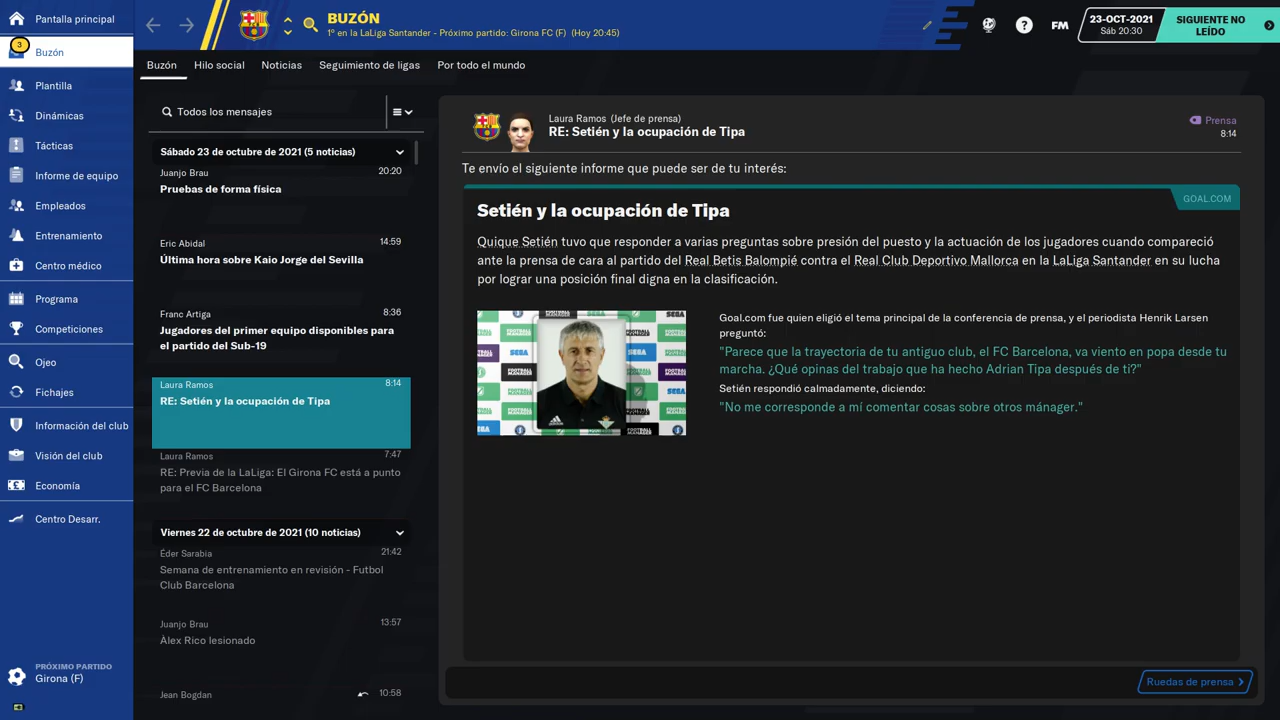 Pantalla principal
3
Buzón
Plantilla
Dinámicas
Tácticas
Informe de equipo
Empleados
Entrenamiento
Centro médico
Programa
Competiciones
Ojeo
Fichajes
Información del club
Visión del club
Economía
Centro Desarr.
PRÓXIMO PARTIDO
Girona (F)
BUZÓN
1º en la LaLiga Santander - Próximo partido: Girona FC (F) (Hoy 20:45)
FM
23-OCT-2021
Sáb 20:30
SIGUIENTE NO
LEÍDO
Buzón
Hilo social
Noticias
Seguimiento de ligas
Por todo el mundo
Todos los mensajes
Sábado 23 de octubre de 2021 (5 noticias)
Juanjo Brau 20:20
Pruebas de forma física
Eric Abidal 14:59
Última hora sobre Kaio Jorge del Sevilla
Franc Artiga 8:36
Jugadores del primer equipo disponibles para
el partido del Sub-19
Laura Ramos 8:14
RE: Setién y la ocupación de Tipa
Laura Ramos 7:47
RE: Previa de la LaLiga: El Girona FC está a punto
para el FC Barcelona
Viernes 22 de octubre de 2021 (10 noticias)
Éder Sarabia 21:42
Semana de entrenamiento en revisión - Futbol
Club Barcelona
Juanjo Brau 13:57
Àlex Rico lesionado
Jean Bogdan 10:58
Laura Ramos (Jefe de prensa)
RE: Setién y la ocupación de Tipa
Prensa
8:14
Te envío el siguiente informe que puede ser de tu interés:
GOAL.COM
Setién y la ocupación de Tipa
Quique Setién tuvo que responder a varias preguntas sobre presión del puesto y la actuación de los jugadores cuando compareció
ante la prensa de cara al partido del Real Betis Balompié contra el Real Club Deportivo Mallorca en la LaLiga Santander en su lucha
por lograr una posición final digna en la clasificación.
Goal.com fue quien eligió el tema principal de la conferencia de prensa, y el periodista Henrik Larsen
preguntó:
"Parece que la trayectoria de tu antiguo club, el FC Barcelona, va viento en popa desde tu
marcha. ¿Qué opinas del trabajo que ha hecho Adrian Tipa después de ti?"
Setién respondió calmadamente, diciendo:
"No me corresponde a mí comentar cosas sobre otros mánager."
SEGA
Ruedas de prensa